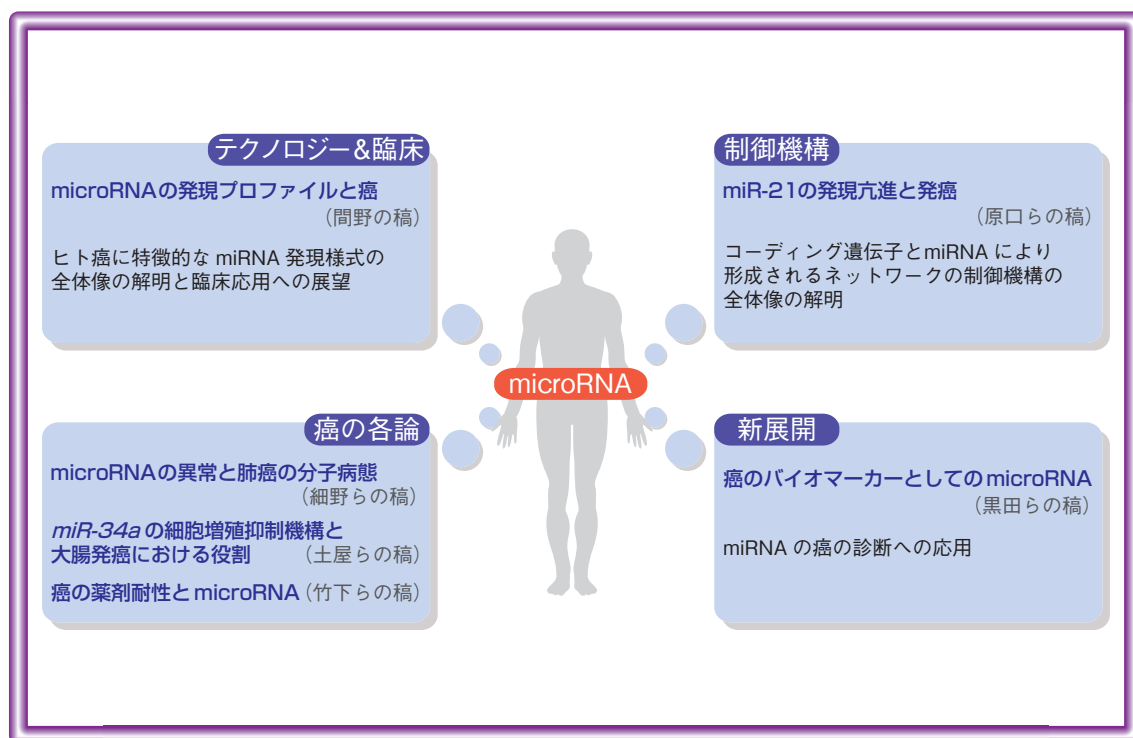 テクノロジー&臨床
microRNAの発現プロファイルと癌
（間野の稿）
ヒト癌に特徴的な miRNA 発現様式の
全体像の解明と臨床応用への展望
制御機構
miR-21の発現亢進と発癌
（原口らの稿）
コーディング遺伝子とmiRNA により
形成されるネットワークの制御機構の
全体像の解明
microRNA
癌の各論
microRNAの異常と肺癌の分子病態
（細野らの稿）
miR-34a の細胞増殖抑制機構と
大腸発癌における役割 （土屋らの稿）
癌の薬剤耐性とmicroRNA（竹下らの稿）
新展開
癌のバイオマーカーとしてのmicroRNA
（黒田らの稿）
miRNA の癌の診断への応用